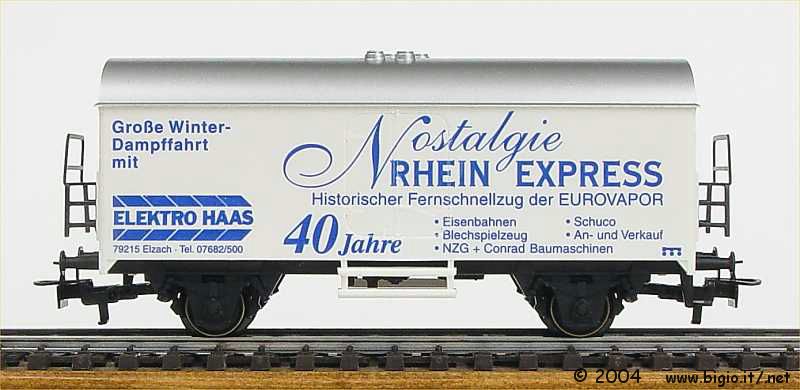 Große Winter-
Dampffahrt
mit
ELEKTRO HAAS
79215 Elzach · Tel. 07682/500
Nostalgie
RHEIN EXPRESS
Historischer Fernschnellzug der EUROVAPOR
40 Jahre
• Eisenbahnen
• Blechspielzeug
• NZG + Conrad Baumaschinen
• Schuco
• An- und Verkauf
© 2004 www.bigio.it/.net